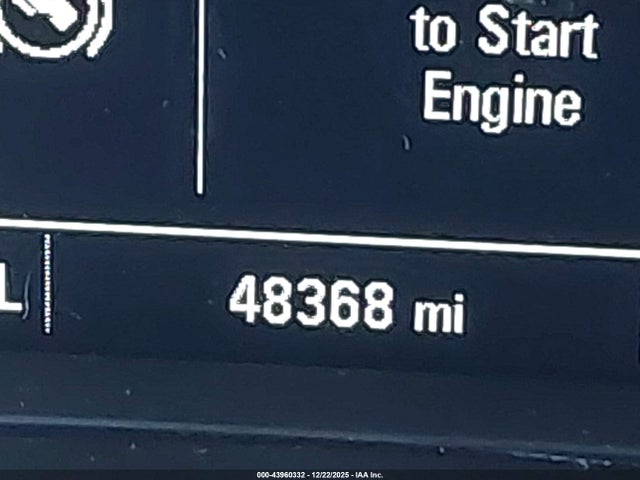 to Start
Engine
L
48368 mi
000-43960332 - 12/22/2025 - IAA Inc.